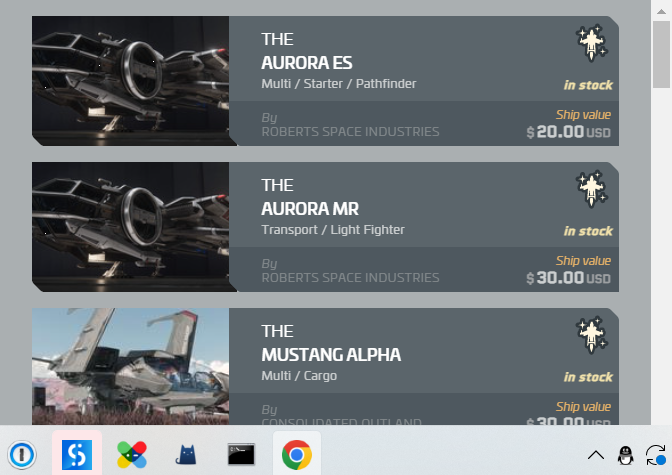 THE
AURORA ES
Multi / Starter / Pathfinder
in stock
By
ROBERTS SPACE INDUSTRIES
Ship value
$ 20.00 USD
THE
AURORA MR
Transport / Light Fighter
in stock
By
ROBERTS SPACE INDUSTRIES
Ship value
$ 30.00 USD
THE
MUSTANG ALPHA
Multi / Cargo
in stock
By
CONSOLIDATED OUTLAND
Ship value
$ 30.00 USD